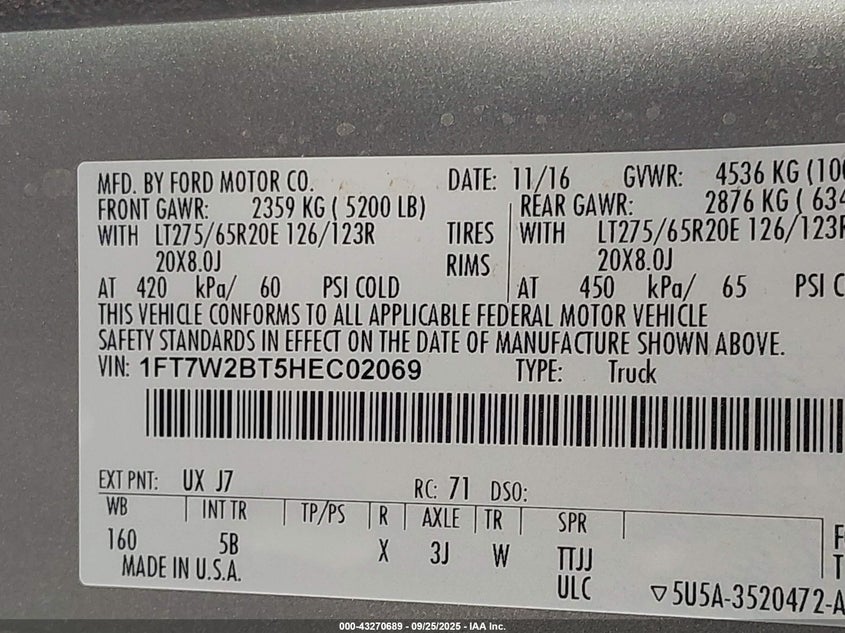 MFD. BY FORD MOTOR CO. DATE: 11/16 GVWR: 4536 KG (100
FRONT GAWR: 2359 KG ( 5200 LB) REAR GAWR: 2876 KG ( 634
WITH LT275/65R20E 126/123R TIRES WITH LT275/65R20E 126/123R
20X8.0J RIMS 20X8.0J
AT 420 kPa/ 60 PSI COLD AT 450 kPa/ 65 PSI C
THIS VEHICLE CONFORMS TO ALL APPLICABLE FEDERAL MOTOR VEHICLE
SAFETY STANDARDS IN EFFECT ON THE DATE OF MANUFACTURE SHOWN ABOVE.
VIN: 1FT7W2BT5HEC02069 TYPE: Truck
EXT PNT: UX J7 RC: 71 DSO:
WB INT TR TP/PS R AXLE TR SPR
160 5B X 3J W TTJJ
MADE IN U.S.A. ULC
▽5U5A-3520472-A
000-43270689 - 09/25/2025 - IAA Inc.